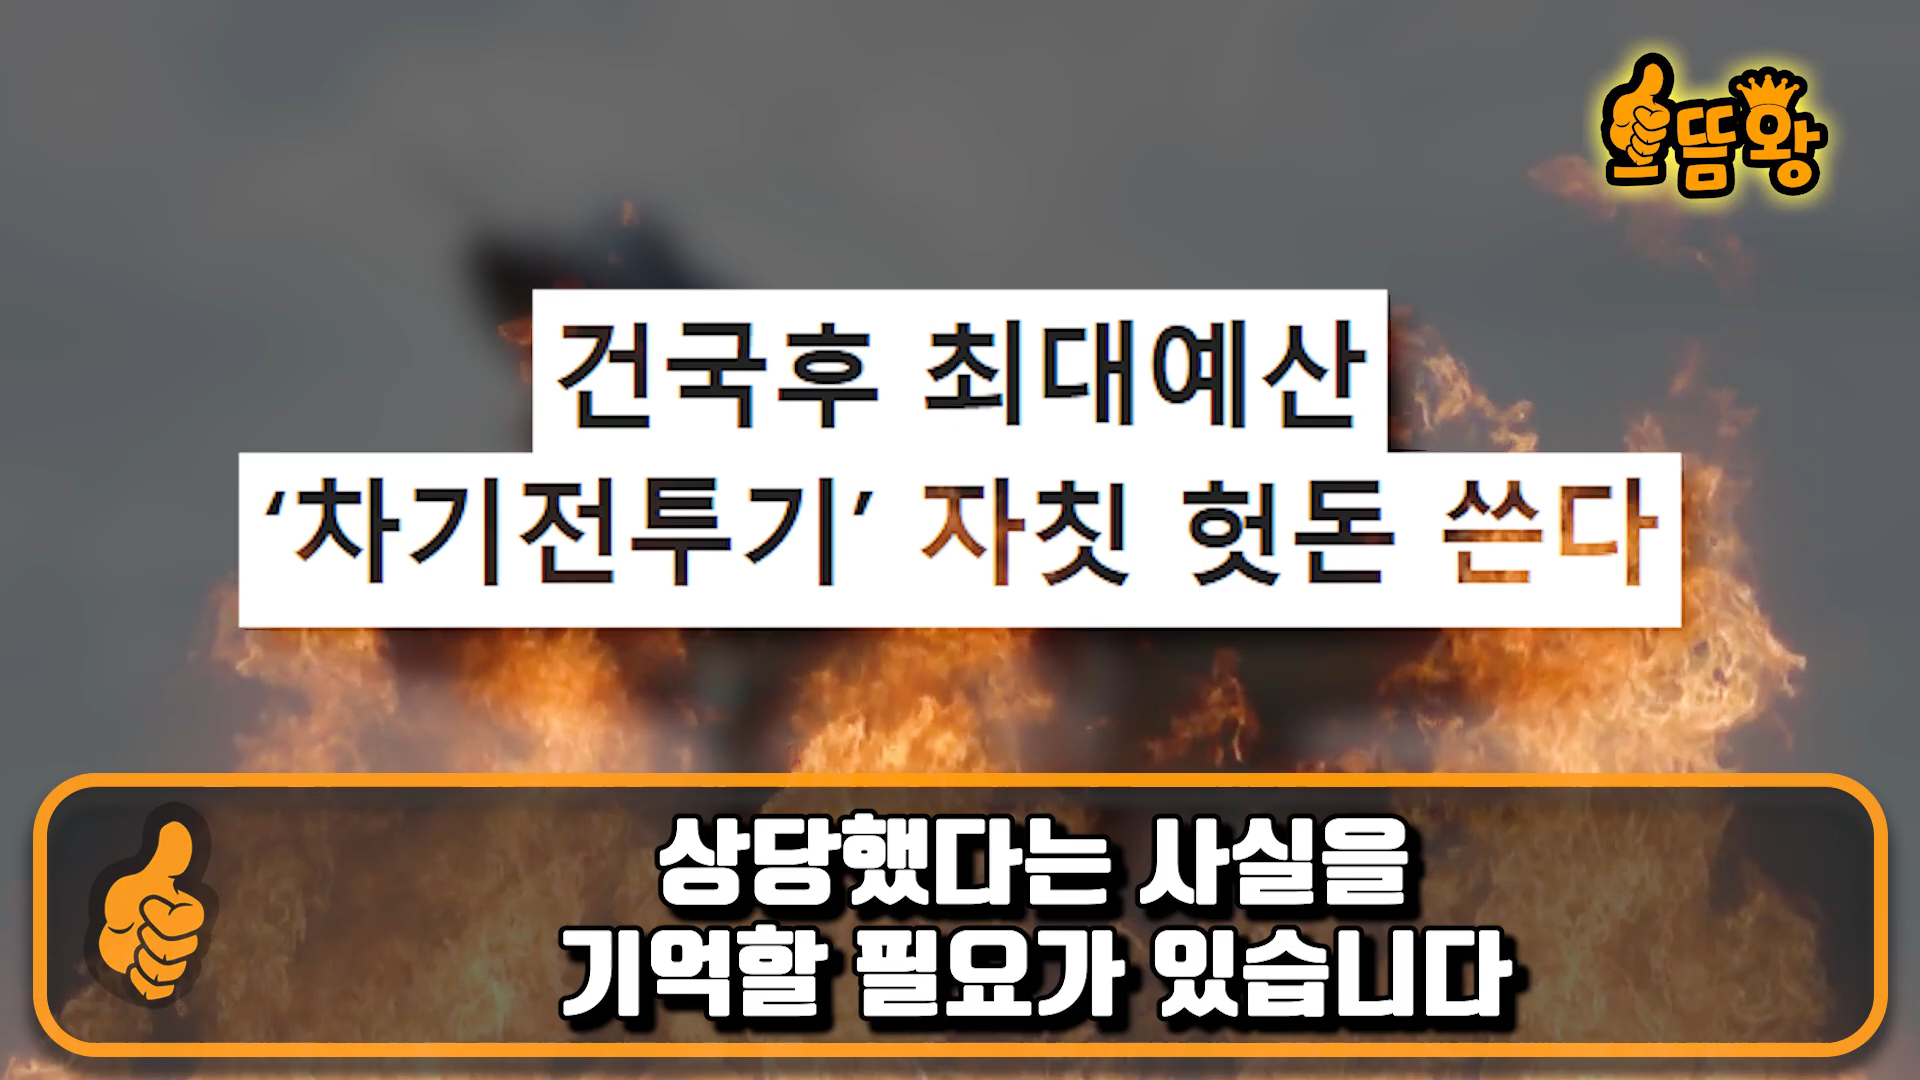 으뜸왕
건국후 최대예산
‘차기전투기’ 자칫 헛돈 쓴다
상당했다는 사실을
기억할 필요가 있습니다